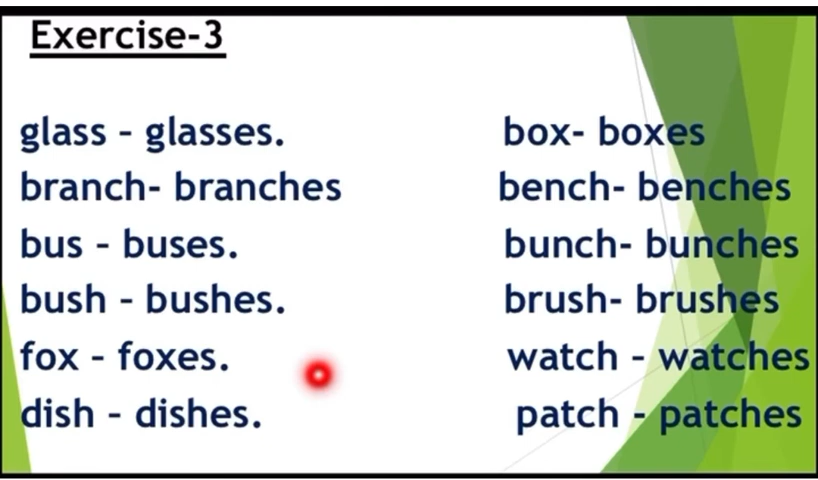 Exercise-3
glass – glasses.
branch- branches
bus – buses.
bush – bushes.
fox – foxes.
dish – dishes.
box- boxes
bench- benches
bunch- bunches
brush- brushes
watch – watches
patch - patches